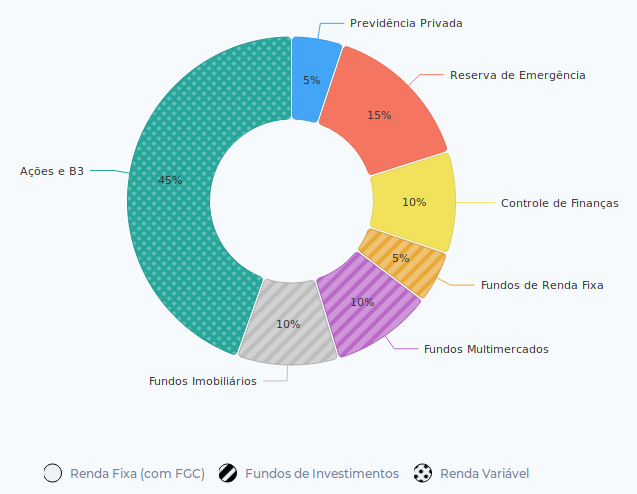 Previdência Privada
5%
Reserva de Emergência
15%
Ações e B3
45%
10%
Controle de Finanças
5%
Fundos de Renda Fixa
10%
10%
Fundos Multimercados
Fundos Imobiliários
Renda Fixa (com FGC)
Fundos de Investimentos
Renda Variável